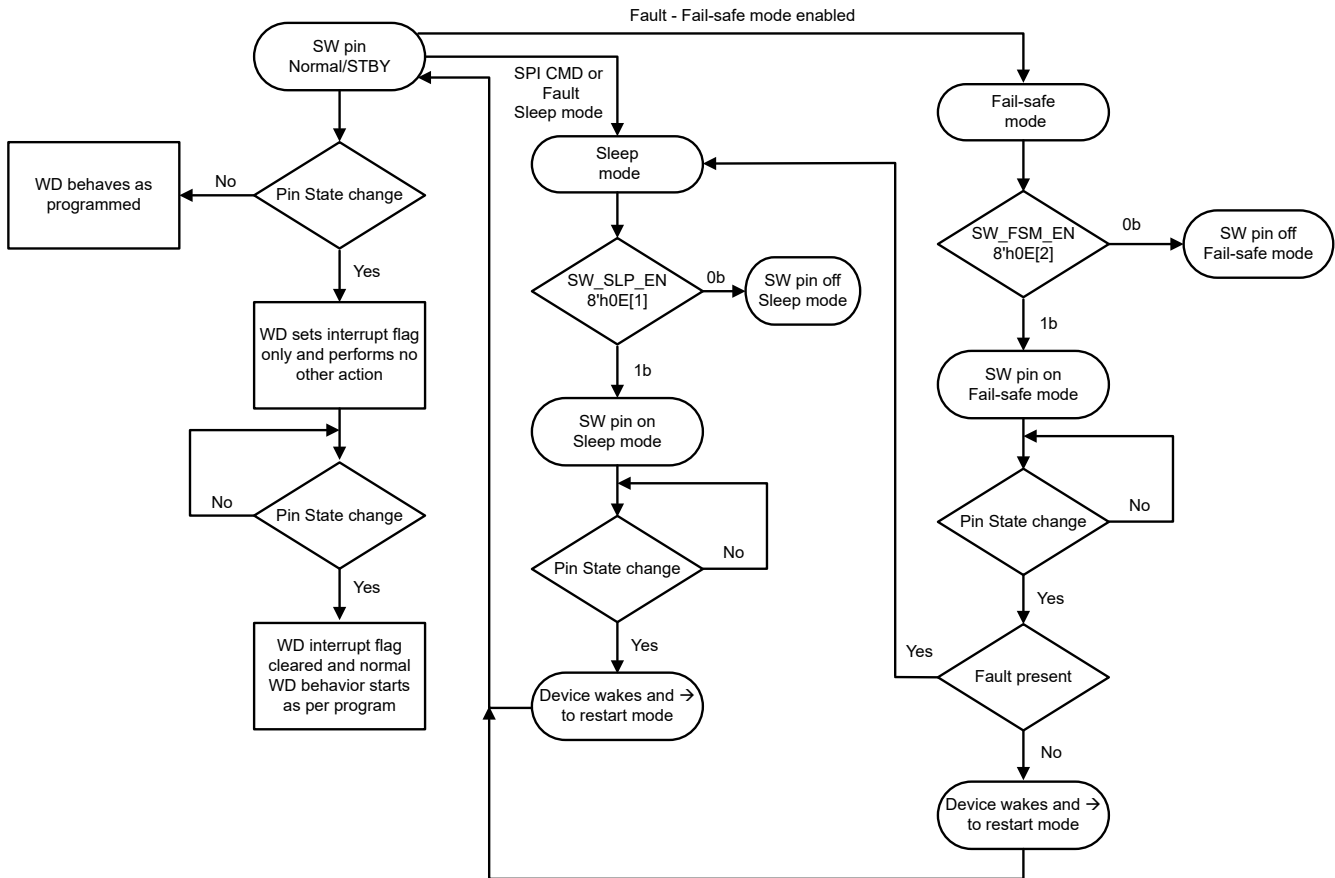 Fault - Fail-safe mode enabled
SW pin
Normal/STBY
SPI CMD or
Fault
Sleep mode
Fail-safe
mode
Sleep
mode
Pin State change
No
WD behaves as
programmed
Yes
WD sets interrupt flag
only and performs no
other action
Pin State change
No
Yes
WD interrupt flag
cleared and normal
WD behavior starts
as per program
SW_SLP_EN
8'h0E[1]
0b
SW pin off
Sleep mode
1b
SW pin on
Sleep mode
Pin State change
No
Yes
Device wakes and →
to restart mode
SW_FSM_EN
8'h0E[2]
0b
SW pin off
Fail-safe mode
1b
SW pin on
Fail-safe mode
Pin State change
No
Yes
Fault present
Yes
No
Device wakes and →
to restart mode